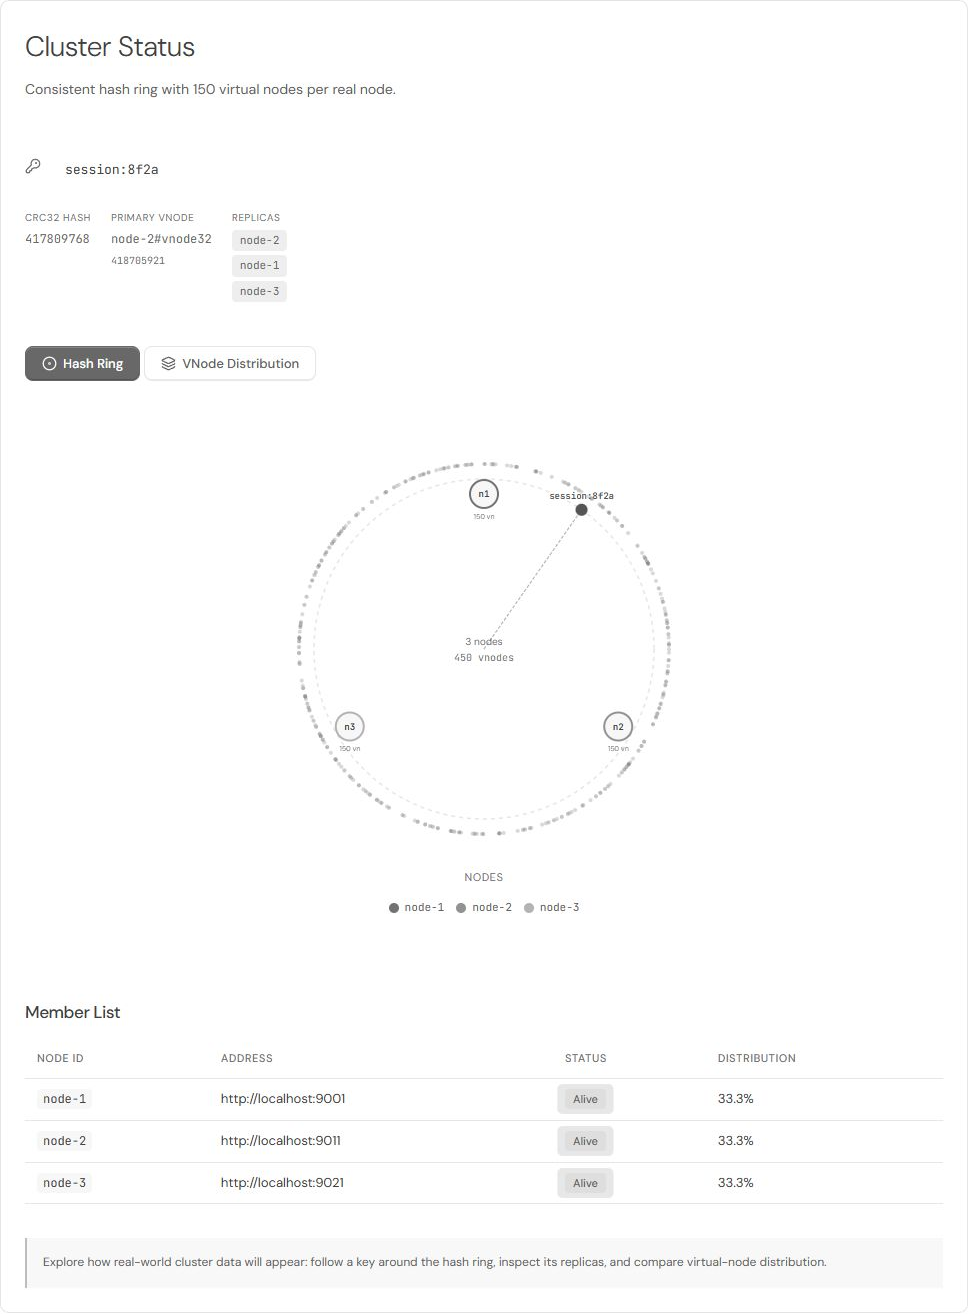 Cluster Status
Consistent hash ring with 150 virtual nodes per real node.
session:8f2a
CRC32 HASH PRIMARY VNODE REPLICAS
417809768 node-2#vnode32 node-2
418705921
node-1
node-3
Hash Ring VNode Distribution
n1
150 vn
session:8f2a
3 nodes
450 vnodes
n3 n2
150 vn 150 vn
NODES
node-1 node-2 node-3
Member List
NODE ID ADDRESS STATUS DISTRIBUTION
node-1 http://localhost:9001 Alive 33.3%
node-2 http://localhost:9011 Alive 33.3%
node-3 http://localhost:9021 Alive 33.3%
Explore how real-world cluster data will appear: follow a key around the hash ring, inspect its replicas, and compare virtual-node distribution.